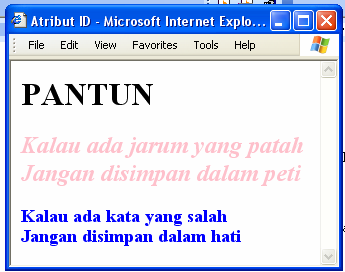 Atribut ID - Microsoft Internet Explo...
File Edit View Favorites Tools Help
PANTUN
Kalau ada jarum yang patah
Jangan disimpan dalam peti
Kalau ada kata yang salah
Jangan disimpan dalam hati